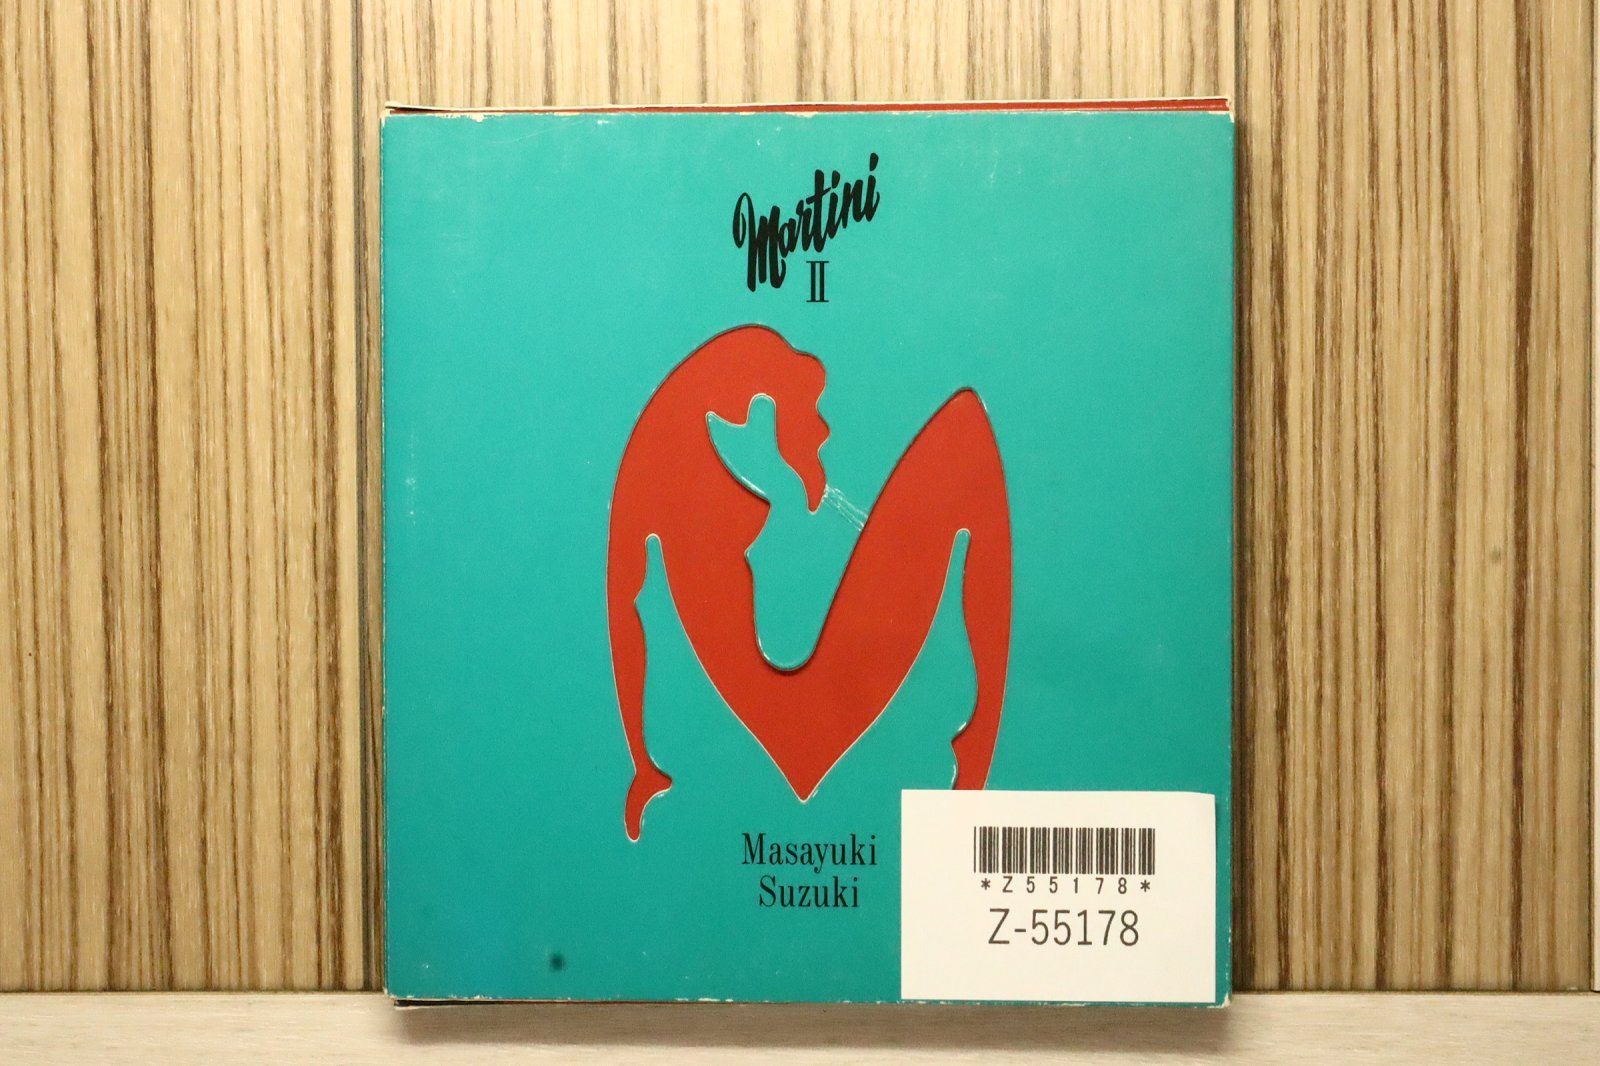 Martini
II
Masayuki
Suzuki
*Z55178*
Z-55178